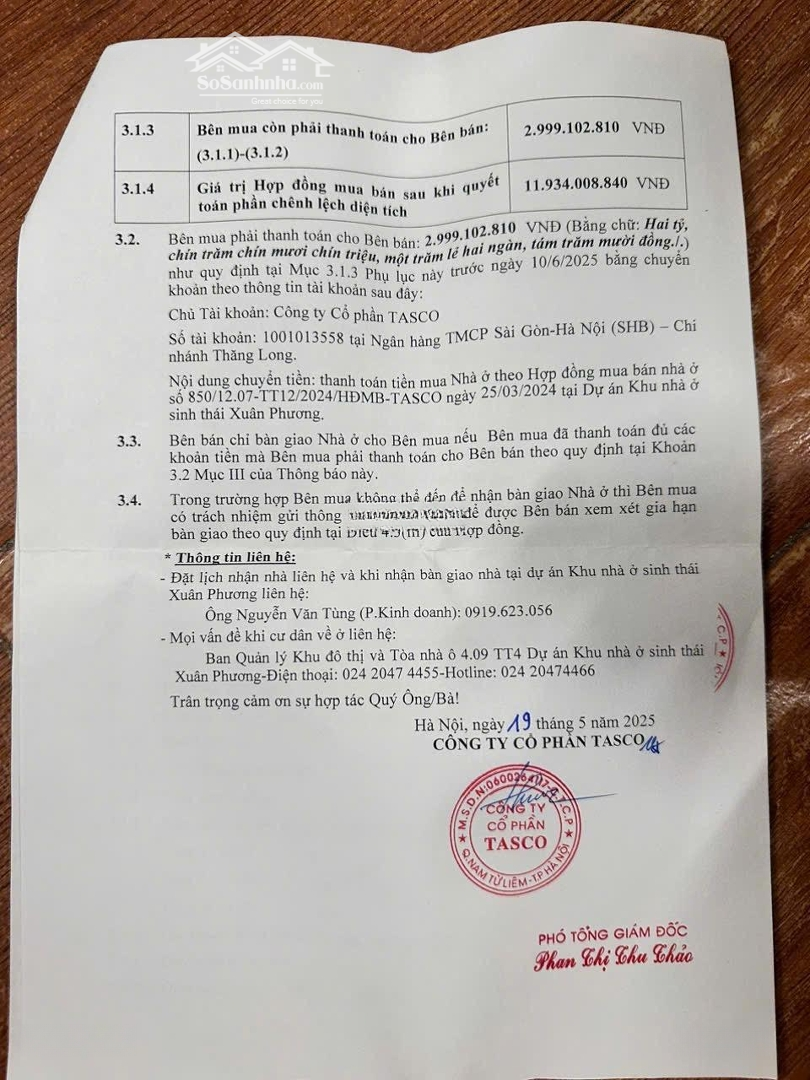 SoSanhnha.com
Great choice for you
3.1.3 Bên mua còn phải thanh toán cho Bên bán: 2.999.102.810 VNĐ
(3.1.1)-(3.1.2)
3.1.4 Giá trị Hợp đồng mua bán sau khi quyết 11.934.008.840 VNĐ
toán phần chênh lệch diện tích
3.2. Bên mua phải thanh toán cho Bên bán: 2.999.102.810 VNĐ (Bằng chữ: Hai tỷ,
chín trăm chín mươi chín triệu, một trăm lẻ hai ngàn, tám trăm mười đồng./.)
như quy định tại Mục 3.1.3 Phụ lục này trước ngày 10/6/2025 bằng chuyển
khoản theo thông tin tài khoản sau đây:
Chủ Tài khoản: Công ty Cổ phần TASCO
Số tài khoản: 1001013558 tại Ngân hàng TMCP Sài Gòn-Hà Nội (SHB) – Chi
nhánh Thăng Long.
Nội dung chuyển tiền: thanh toán tiền mua Nhà ở theo Hợp đồng mua bán nhà ở
số 850/12.07-TT12/2024/HĐMB-TASCO ngày 25/03/2024 tại Dự án Khu nhà ở
sinh thái Xuân Phương.
3.3. Bên bán chỉ bàn giao Nhà ở cho Bên mua nếu Bên mua đã thanh toán đủ các
khoản tiền mà Bên mua phải thanh toán cho Bên bán theo quy định tại Khoản
3.2 Mục III của Thông báo này.
3.4. Trong trường hợp Bên mua không thể đến để nhận bàn giao Nhà ở thì Bên mua
có trách nhiệm gửi thông để được Bên bán xem xét gia hạn
bàn giao theo quy định tại Hợp đồng.
* Thông tin liên hệ:
- Đặt lịch nhận nhà liên hệ và khi nhận bàn giao nhà tại dự án Khu nhà ở sinh thái
Xuân Phương liên hệ:
Ông Nguyễn Văn Tùng (P.Kinh doanh): 0919.623.056
- Mọi vấn đề khi cư dân về ở liên hệ:
Ban Quản lý Khu đô thị và Tòa nhà ô 4.09 TT4 Dự án Khu nhà ở sinh thái
Xuân Phương-Điện thoại: 024 2047 4455-Hotline: 024 20474466
Trân trọng cảm ơn sự hợp tác Quý Ông/Bà!
Hà Nội, ngày 19 tháng 5 năm 2025
CÔNG TY CỔ PHẦN TASCO
CÔNG TY
CỔ PHẦN
TASCO
Q.NAM TỪ LIÊM-T.P HÀ NỘI
PHÓ TỔNG GIÁM ĐỐC
Phan Thị Thu Thảo